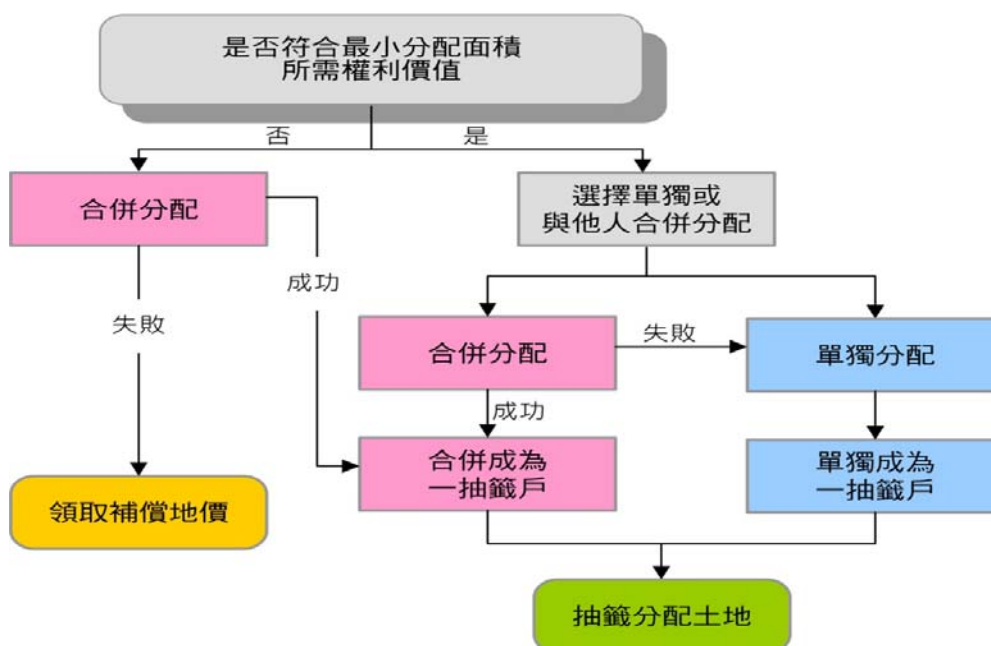 是否符合最小分配面積
所需權利價值
否
是
合併分配
選擇單獨或
與他人合併分配
成功
失敗
合併分配
失敗
單獨分配
成功
合併成為
一抽籤戶
單獨成為
一抽籤戶
領取補償地價
抽籤分配土地